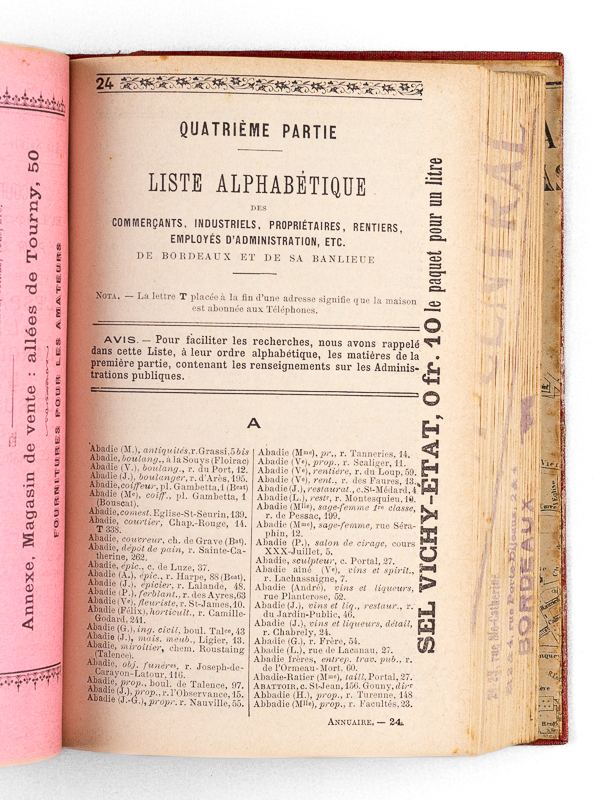 Annexe, Magasin de vente : allées de Tourny, 50
FOURNITURES POUR LES AMATEURS
24
QUATRIÈME PARTIE
LISTE ALPHABÉTIQUE
DES
COMMERÇANTS, INDUSTRIELS, PROPRIÉTAIRES, RENTIERS,
EMPLOYÉS D'ADMINISTRATION, ETC.
DE BORDEAUX ET DE SA BANLIEUE
NOTA. — La lettre T placée à la fin d'une adresse signifie que la maison
est abonnée aux Téléphones.
AVIS. — Pour faciliter les recherches, nous avons rappelé
dans cette Liste, à leur ordre alphabétique, les matières de la
première partie, contenant les renseignements sur les Adminis-
trations publiques.
A
Abadie (M.), antiquités, r. Grassi. 5 bis
Abadie, boulang., à la Souys (Floirac)
Abadie (V.), boulang., r. du Port, 12.
Abadie (J.), boulanger, r. d'Arès, 195.
Abadie, coiffeur, pl. Gambetta, 1 (Bcat)
Abadie (Me), coiff., pl. Gambetta, 1
(Bouscat).
Abadie, comest. Eglise-St-Seurin, 139.
Abadie, courtier, Chap.-Rouge, 14.
T 338.
Abadie, couvreur, ch. de Grave (Bat).
Abadie, dépôt de pain, r. Sainte-Ca-
therine, 262.
Abadie, épic., c. de Luze, 37.
Abadie (A.), épic., r. Harpe, 88 (Bcat).
Abadie (J.), épicier, r. Lalande, 48.
Abadie (P.), ferblant., r. des Ayres, 63
Abadie (Ve), fleuriste, r. St-James, 10.
Abadie (Félix), horticult., r. Camille-
Godard, 241.
Abadie (G.), ing. civil, boul. Tale, 43
Abadie (J.), mais. meub., Ligier, 43.
Abadie, miroitier, chem. Roustaing
(Talence).
Abadie, obj. funérre, r. Joseph-de-
Carayon-Latour, 116.
Abadie, prop., boul. de Talence, 97.
Abadie (J.), prop., r. l'Observance, 15.
Abadie (J.-G.), propr. r. Nauville, 55.
Abadie (Mme), pr., r. Tanneries, 14.
Abadie (Ve), prop., r. Scaliger, 11.
Abadie (Ve), rentière, r. du Loup, 59.
Abadie (Ve), rent., r. des Faures, 13.
Abadie (J.), restaurat., c. St-Médard, 4
Abadie (L.), restr, r. Montesquieu, 14.
Abadie (Mlle), sage-femme 1re classe,
r. de Pessac, 199.
Abadie (Mme), sage-femme, rue Séra-
phin, 12.
Abadie (P.), salon de cirage, cours
XXX-Juillet, 5.
Abadie, sculpteur, c. Portal, 27.
Abadie aîné (Ve), vins et spirit.,
r. Lachassaigne, 7.
Abadie (André), vins et liqueurs,
rue Planterose, 52.
Abadie (J.), vins et liq., restaur., r.
du Jardin-Public, 46.
Abadie (J.), vins et liqueurs, détail,
r. Chabrely, 24.
Abadie (G.), r. Frère, 54.
Abadie (L.), rue de Lacanau, 27.
Abadie frères, entrep. trav. pub., r.
de l'Ormeau-Mort, 60.
Abadie-Ratier (Mme), taill. Portal, 27.
ABATTOIR, c. St-Jean, 156. Gouny, dir
Abbadie (H.), prop., r. Turenne, 148
Abbadie (Mlle), prop., r. Facultés, 23.
ANNUAIRE. — 24.
SEL VICHY-ÉTAT, 0 fr. 10 le paquet pour un litre
CENTRAL
rue Ste-Catherine
rue Porte-Dijeaux
BORDEAUX